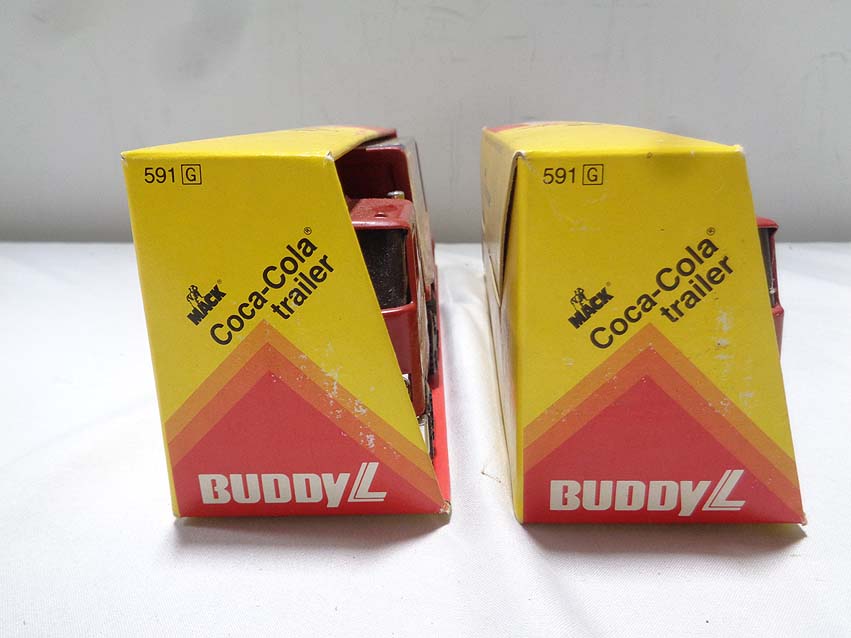 591 G
MACK
Coca-Cola®
trailer
BUDDY L
591 G
MACK
Coca-Cola®
trailer
BUDDY L